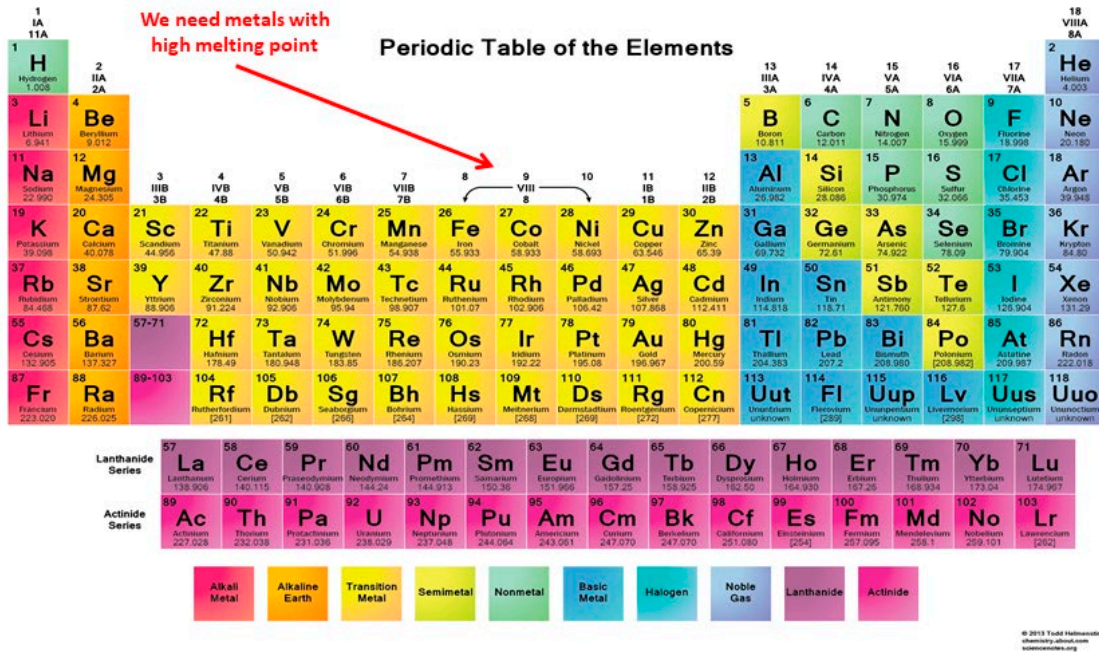 We need metals with
high melting point
Periodic Table of the Elements
1
IA
11A
2
IIA
2A
3
IIIB
3B
4
IVB
4B
5
VB
5B
6
VIB
6B
7
VIIB
7B
8
9
10
VIII
8
11
IB
1B
12
IIB
2B
13
IIIA
3A
14
IVA
4A
15
VA
5A
16
VIA
6A
17
VIIA
7A
18
VIIIA
8A
1
H
Hydrogen
1.008
2
He
Helium
4.003
3
Li
Lithium
6.941
4
Be
Beryllium
9.012
5
B
Boron
10.811
6
C
Carbon
12.011
7
N
Nitrogen
14.007
8
O
Oxygen
15.999
9
F
Fluorine
18.998
10
Ne
Neon
20.180
11
Na
Sodium
22.990
12
Mg
Magnesium
24.305
13
Al
Aluminum
26.982
14
Si
Silicon
28.086
15
P
Phosphorus
30.974
16
S
Sulfur
32.066
17
Cl
Chlorine
35.453
18
Ar
Argon
39.948
19
K
Potassium
39.098
20
Ca
Calcium
40.078
21
Sc
Scandium
44.956
22
Ti
Titanium
47.88
23
V
Vanadium
50.942
24
Cr
Chromium
51.996
25
Mn
Manganese
54.938
26
Fe
Iron
55.933
27
Co
Cobalt
58.933
28
Ni
Nickel
58.693
29
Cu
Copper
63.546
30
Zn
Zinc
65.39
31
Ga
Gallium
69.732
32
Ge
Germanium
72.61
33
As
Arsenic
74.922
34
Se
Selenium
78.09
35
Br
Bromine
79.904
36
Kr
Krypton
84.80
37
Rb
Rubidium
84.468
38
Sr
Strontium
87.62
39
Y
Yttrium
88.906
40
Zr
Zirconium
91.224
41
Nb
Niobium
92.906
42
Mo
Molybdenum
95.94
43
Tc
Technetium
98.907
44
Ru
Ruthenium
101.07
45
Rh
Rhodium
102.906
46
Pd
Palladium
106.42
47
Ag
Silver
107.868
48
Cd
Cadmium
112.411
49
In
Indium
114.818
50
Sn
Tin
118.71
51
Sb
Antimony
121.760
52
Te
Tellurium
127.6
53
I
Iodine
126.904
54
Xe
Xenon
131.29
55
Cs
Cesium
132.905
56
Ba
Barium
137.327
57-71
72
Hf
Hafnium
178.49
73
Ta
Tantalum
180.948
74
W
Tungsten
183.85
75
Re
Rhenium
186.207
76
Os
Osmium
190.23
77
Ir
Iridium
192.22
78
Pt
Platinum
195.08
79
Au
Gold
196.967
80
Hg
Mercury
200.59
81
Tl
Thallium
204.383
82
Pb
Lead
207.2
83
Bi
Bismuth
208.980
84
Po
Polonium
[208.982]
85
At
Astatine
209.987
86
Rn
Radon
222.018
87
Fr
Francium
223.020
88
Ra
Radium
226.025
89-103
104
Rf
Rutherfordium
[261]
105
Db
Dubnium
[262]
106
Sg
Seaborgium
[266]
107
Bh
Bohrium
[264]
108
Hs
Hassium
[269]
109
Mt
Meitnerium
[268]
110
Ds
Darmstadtium
[269]
111
Rg
Roentgenium
[272]
112
Cn
Copernicium
[277]
113
Uut
Ununtrium
unknown
114
Fl
Flerovium
[289]
115
Uup
Ununpentium
unknown
116
Lv
Livermorium
[298]
117
Uus
Ununseptium
unknown
118
Uuo
Ununoctium
unknown
Lanthanide
Series
57
La
Lanthanum
138.906
58
Ce
Cerium
140.115
59
Pr
Praseodymium
140.908
60
Nd
Neodymium
144.24
61
Pm
Promethium
144.913
62
Sm
Samarium
150.36
63
Eu
Europium
151.966
64
Gd
Gadolinium
157.25
65
Tb
Terbium
158.925
66
Dy
Dysprosium
162.50
67
Ho
Holmium
164.930
68
Er
Erbium
167.26
69
Tm
Thulium
168.934
70
Yb
Ytterbium
173.04
71
Lu
Lutetium
174.967
Actinide
Series
89
Ac
Actinium
227.028
90
Th
Thorium
232.038
91
Pa
Protactinium
231.036
92
U
Uranium
238.029
93
Np
Neptunium
237.048
94
Pu
Plutonium
244.064
95
Am
Americium
243.061
96
Cm
Curium
247.070
97
Bk
Berkelium
247.070
98
Cf
Californium
251.080
99
Es
Einsteinium
[254]
100
Fm
Fermium
257.095
101
Md
Mendelevium
258.1
102
No
Nobelium
259.101
103
Lr
Lawrencium
[262]
Alkali
Metal
Alkaline
Earth
Transition
Metal
Semimetal
Nonmetal
Basic
Metal
Halogen
Noble
Gas
Lanthanide
Actinide
© 2013 Todd Helmenstine
chemistry.about.com
sciencenotes.org